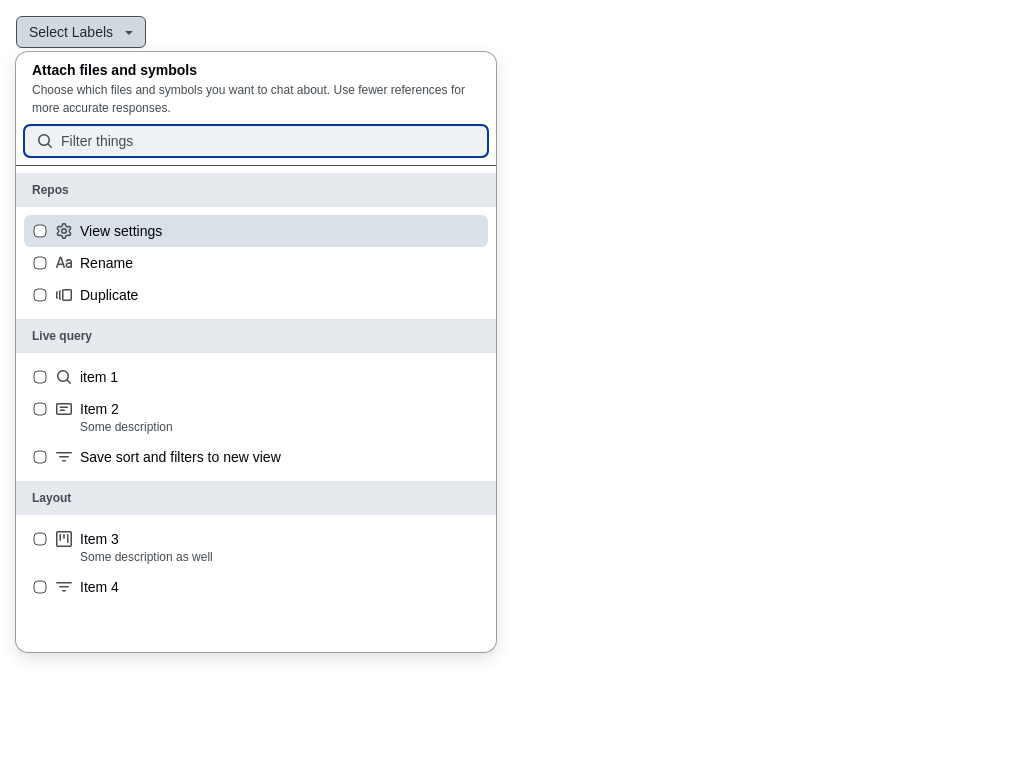 Select Labels
Attach files and symbols
Choose which files and symbols you want to chat about. Use fewer references for
more accurate responses.
Filter things
Repos
View settings
Rename
Duplicate
Live query
item 1
Item 2
Some description
Save sort and filters to new view
Layout
Item 3
Some description as well
Item 4